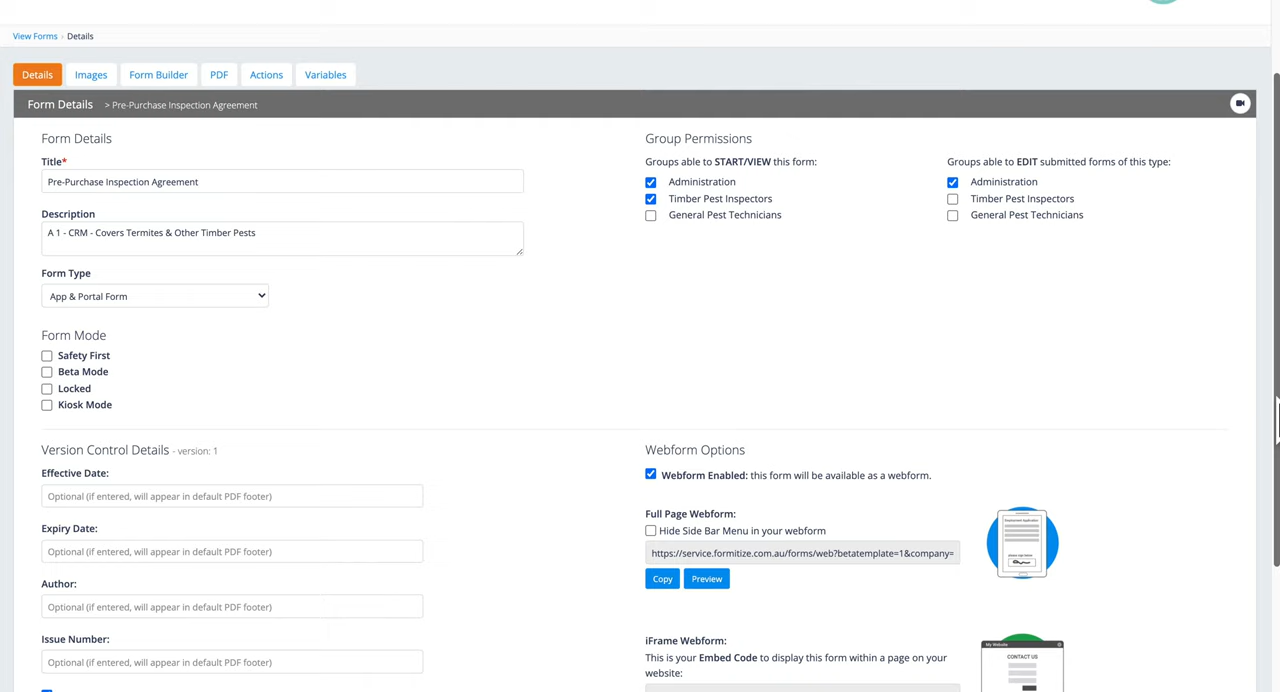 View Forms › Details
Details
Images
Form Builder
PDF
Actions
Variables
Form Details > Pre-Purchase Inspection Agreement
Form Details
Title*
Pre-Purchase Inspection Agreement
Description
A 1 - CRM - Covers Termites & Other Timber Pests
Form Type
App & Portal Form
Form Mode
Safety First
Beta Mode
Locked
Kiosk Mode
Group Permissions
Groups able to START/VIEW this form:
Administration
Timber Pest Inspectors
General Pest Technicians
Groups able to EDIT submitted forms of this type:
Administration
Timber Pest Inspectors
General Pest Technicians
Version Control Details - version: 1
Effective Date:
Optional (if entered, will appear in default PDF footer)
Expiry Date:
Optional (if entered, will appear in default PDF footer)
Author:
Optional (if entered, will appear in default PDF footer)
Issue Number:
Optional (if entered, will appear in default PDF footer)
Webform Options
Webform Enabled: this form will be available as a webform.
Full Page Webform:
Hide Side Bar Menu in your webform
https://service.formitize.com.au/forms/web?betatemplate=1&company=
Copy
Preview
iFrame Webform:
This is your Embed Code to display this form within a page on your
website:
My Website
CONTACT US